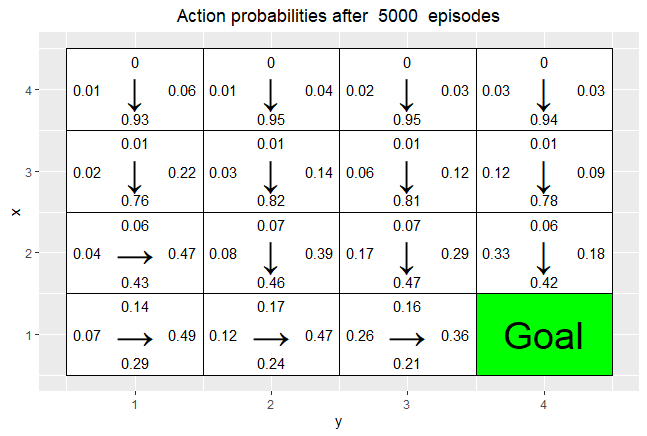 Action probabilities after 5000 episodes
0 0 0 0
4 0.01 0.06 0.01 0.04 0.02 0.03 0.03 0.03
0.93 0.95 0.95 0.94
0.01 0.01 0.01 0.01
3 0.02 0.22 0.03 0.14 0.06 0.12 0.12 0.09
0.76 0.82 0.81 0.78
x
0.06 0.07 0.07 0.06
2 0.04 0.47 0.08 0.39 0.17 0.29 0.33 0.18
0.43 0.46 0.47 0.42
0.14 0.17 0.16
1 0.07 0.49 0.12 0.47 0.26 0.36 Goal
0.29 0.24 0.21
1 2 3 4
y